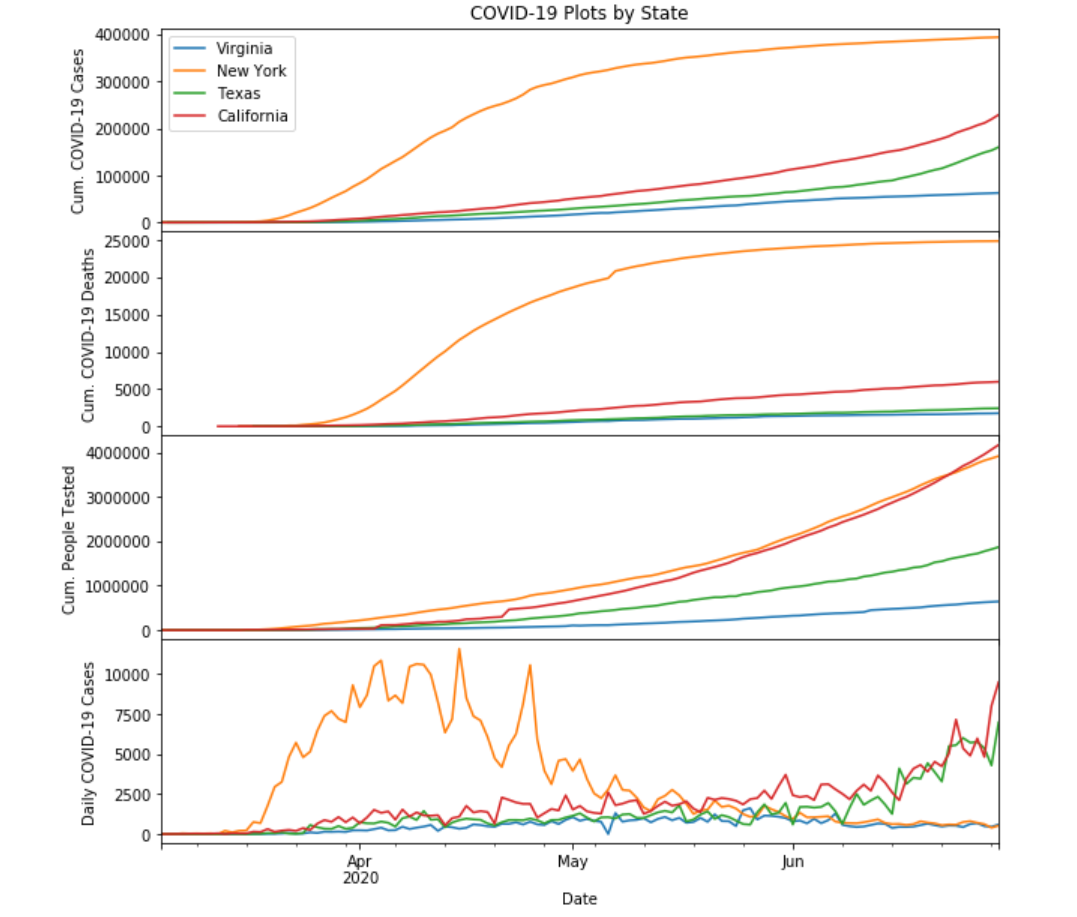 COVID-19 Plots by State
Cum. COVID-19 Cases
400000
300000
200000
100000
0
Virginia
New York
Texas
California
Cum. COVID-19 Deaths
25000
20000
15000
10000
5000
0
Cum. People Tested
4000000
3000000
2000000
1000000
0
Daily COVID-19 Cases
10000
7500
5000
2500
0
Apr
2020
May
Jun
Date